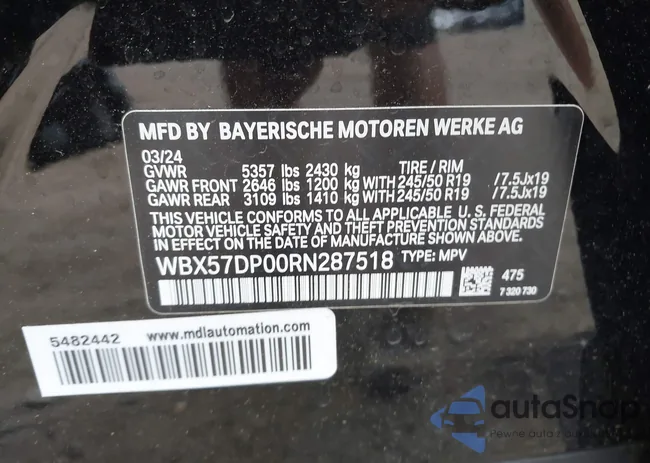 MFD BY BAYERISCHE MOTOREN WERKE AG
03/24
GVWR 5357 lbs 2430 kg TIRE / RIM
GAWR FRONT 2646 lbs 1200 kg WITH 245/50 R19 /7.5Jx19
GAWR REAR 3109 lbs 1410 kg WITH 245/50 R19 /7.5Jx19
THIS VEHICLE CONFORMS TO ALL APPLICABLE U.S. FEDERAL
MOTOR VEHICLE SAFETY AND THEFT PREVENTION STANDARDS
IN EFFECT ON THE DATE OF MANUFACTURE SHOWN ABOVE.
WBX57DP00RN287518 TYPE: MPV
475
7 320 730
5482442 www.mdlautomation.com
autaShop
Pewne auta z